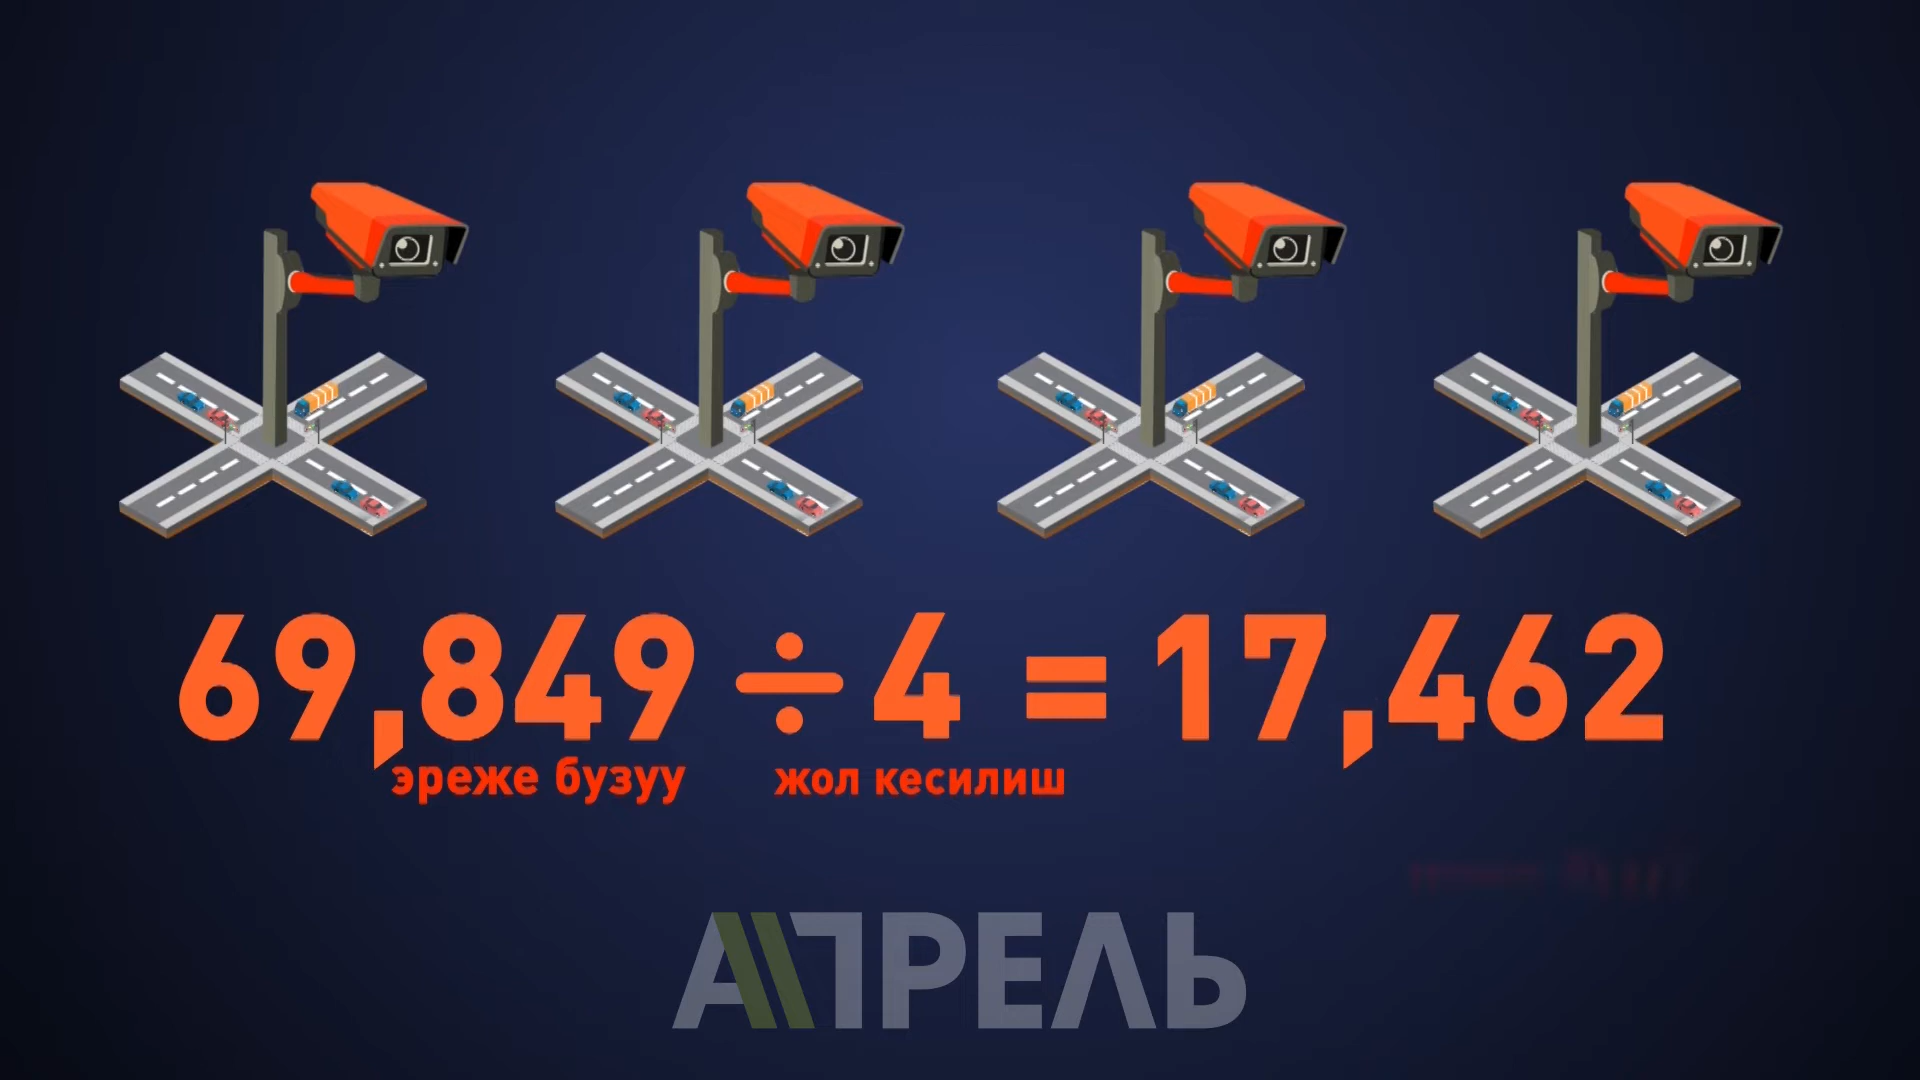 69,849 ÷ 4 = 17,462
эреже бузуу жол кесилиш
АПРЕЛЬ